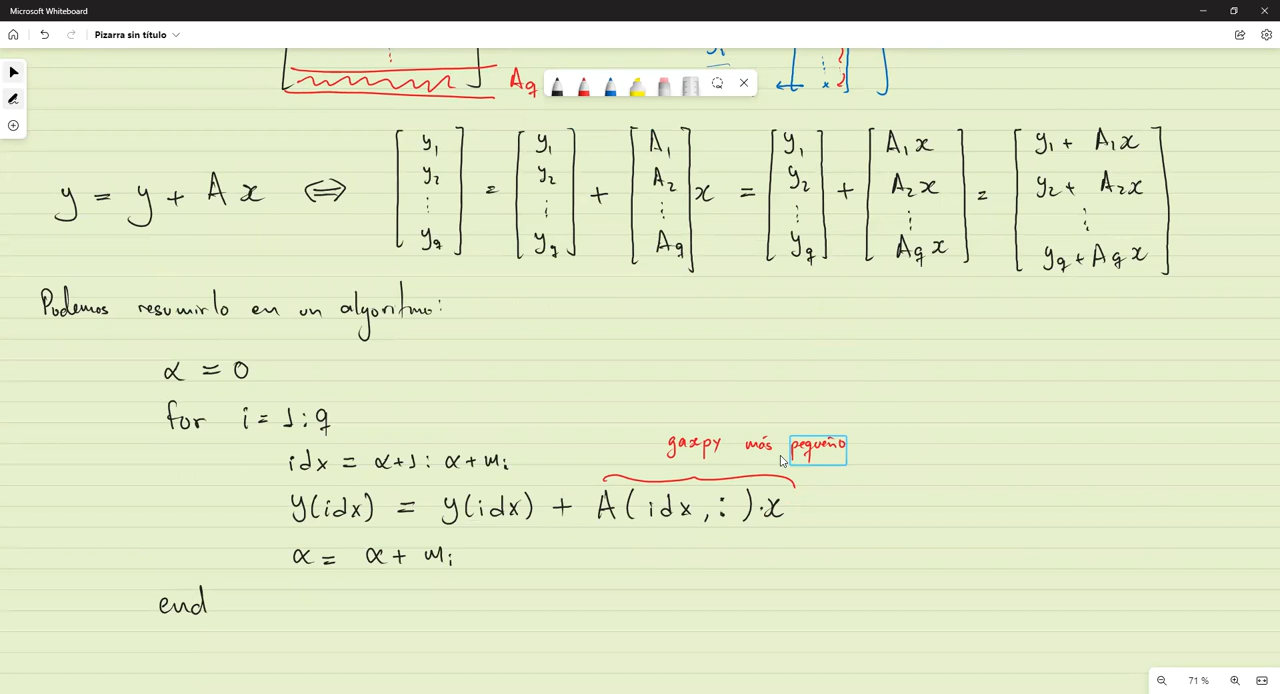 Microsoft Whiteboard
Pizarra sin título
A_q y_1
y = y + A x ⟺ [y_1 y_2 ⋮ y_q] = [y_1 y_2 ⋮ y_q] + [A_1 A_2 ⋮ A_q] x = [y_1 y_2 ⋮ y_q] + [A_1 x A_2 x ⋮ A_q x] = [y_1 + A_1 x y_2 + A_2 x ⋮ y_q + A_q x]
Podemos resumirlo en un algoritmo:
α = 0
for i = 1 : q
gaxpy más pequeño
idx = α+1 : α+m_i
y(idx) = y(idx) + A(idx, :)·x
α = α + m_i
end
71 %